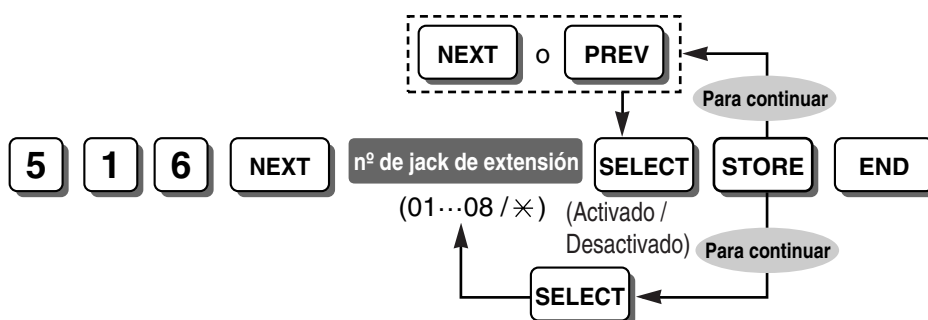 NEXT o PREV
Para continuar
5 1 6 NEXT nº de jack de extensión SELECT STORE END
(01···08 / ✳) (Activado /
Desactivado) Para continuar
SELECT